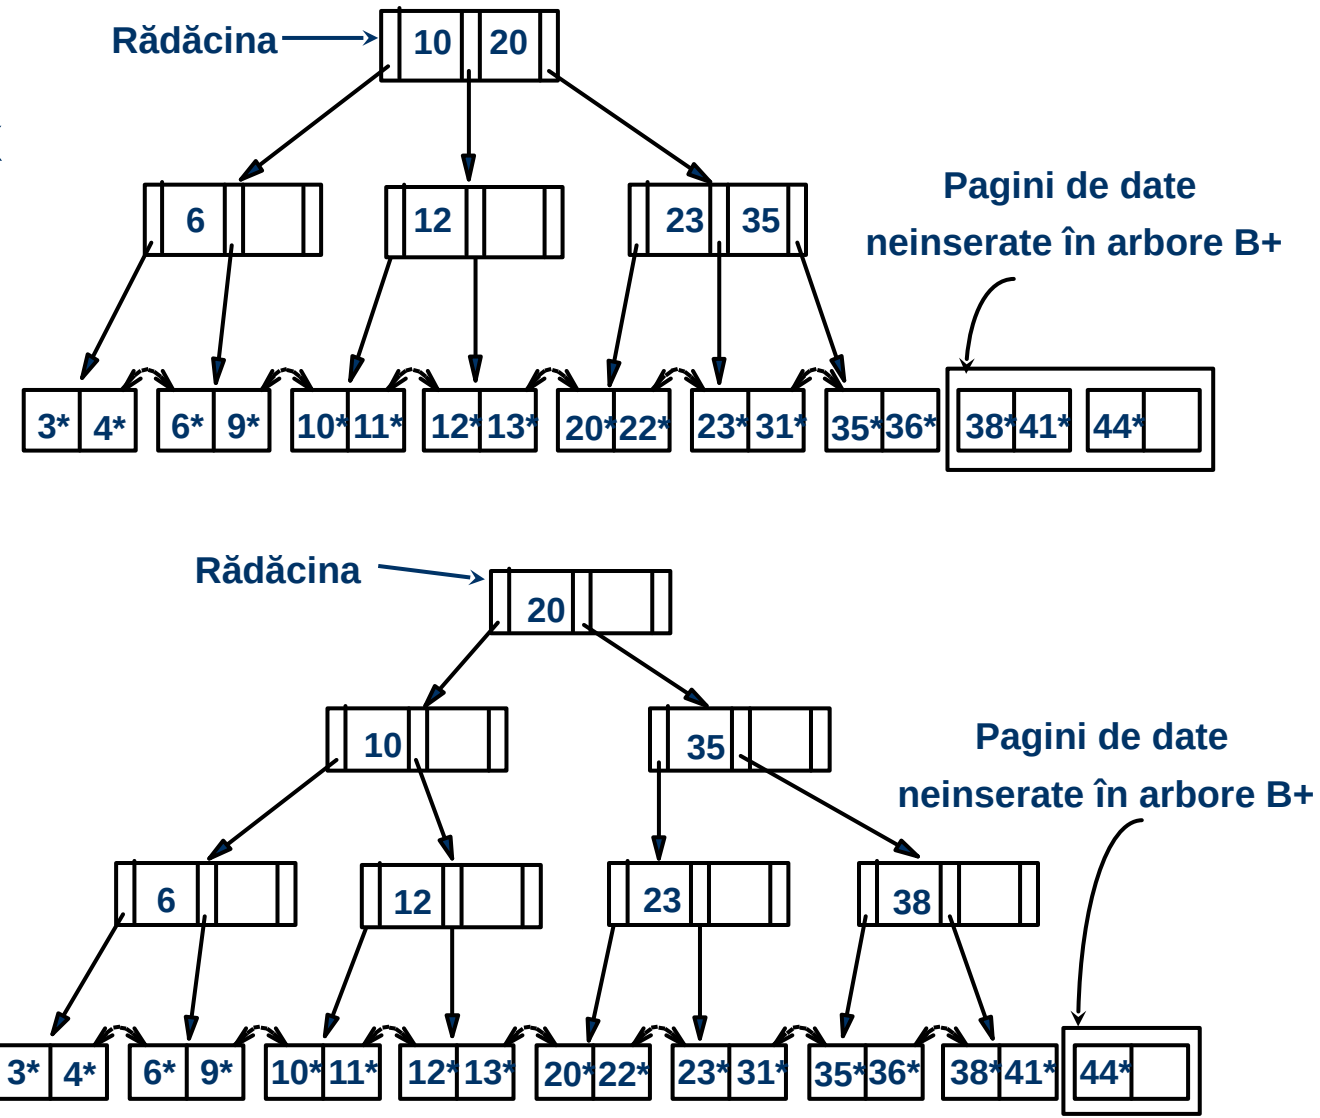 Rădăcina
10 20
Pagini de date
neinserate în arbore B+
6 12 23 35
3* 4* 6* 9* 10* 11* 12* 13* 20* 22* 23* 31* 35* 36* 38* 41* 44*
Rădăcina
20
10 35
Pagini de date
neinserate în arbore B+
6 12 23 38
3* 4* 6* 9* 10* 11* 12* 13* 20* 22* 23* 31* 35* 36* 38* 41* 44*